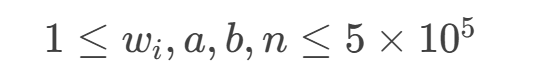 1 ≤ wᵢ, a, b, n ≤ 5 × 10⁵